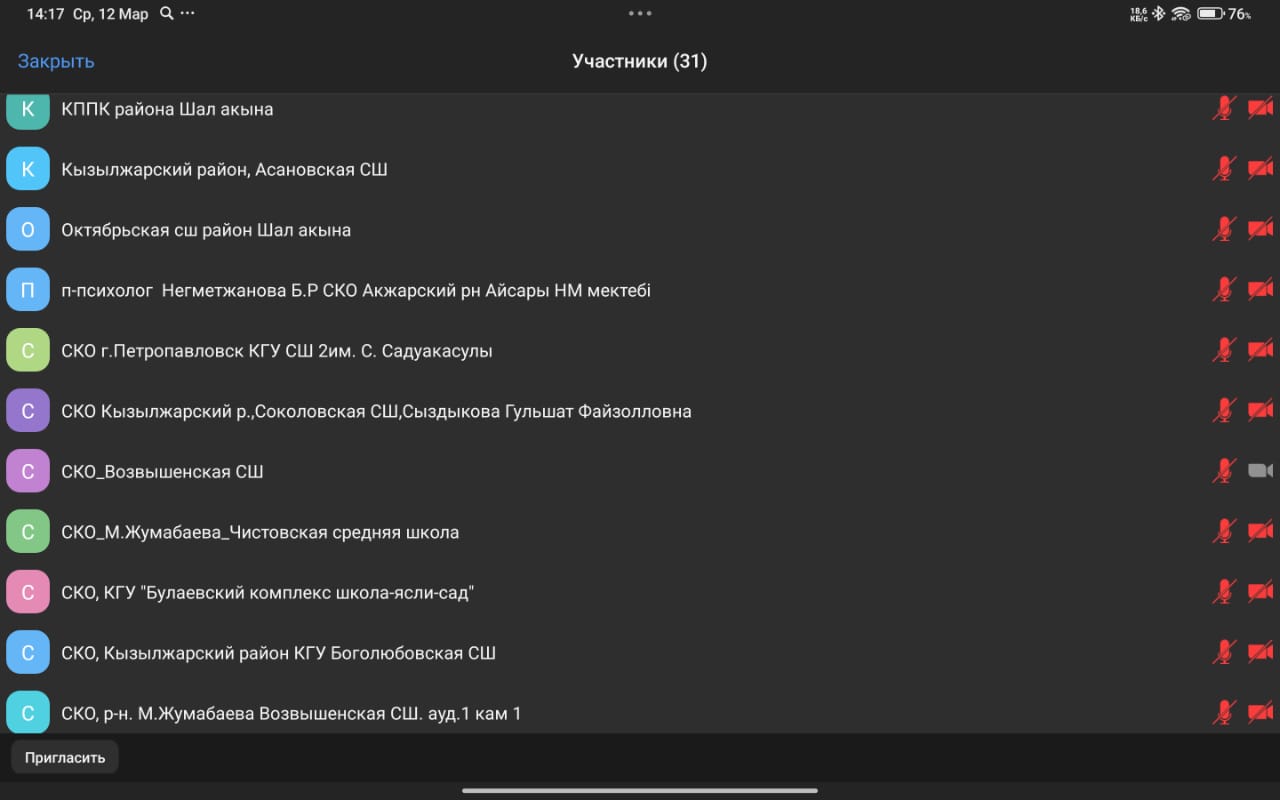 14:17 Ср, 12 Мар
18,6 КБ/с 76%
Закрыть
Участники (31)
К КППК района Шал акына
К Кызылжарский район, Асановская СШ
О Октябрьская сш район Шал акына
П п-психолог Негметжанова Б.Р СКО Акжарский рн Айсары НМ мектебі
С СКО г.Петропавловск КГУ СШ 2им. С. Садуакасулы
С СКО Кызылжарский р.,Соколовская СШ,Сыздыкова Гульшат Файзолловна
С СКО_Возвышенская СШ
С СКО_М.Жумабаева_Чистовская средняя школа
С СКО, КГУ "Булаевский комплекс школа-ясли-сад"
С СКО, Кызылжарский район КГУ Боголюбовская СШ
С СКО, р-н. М.Жумабаева Возвышенская СШ. ауд.1 кам 1
Пригласить